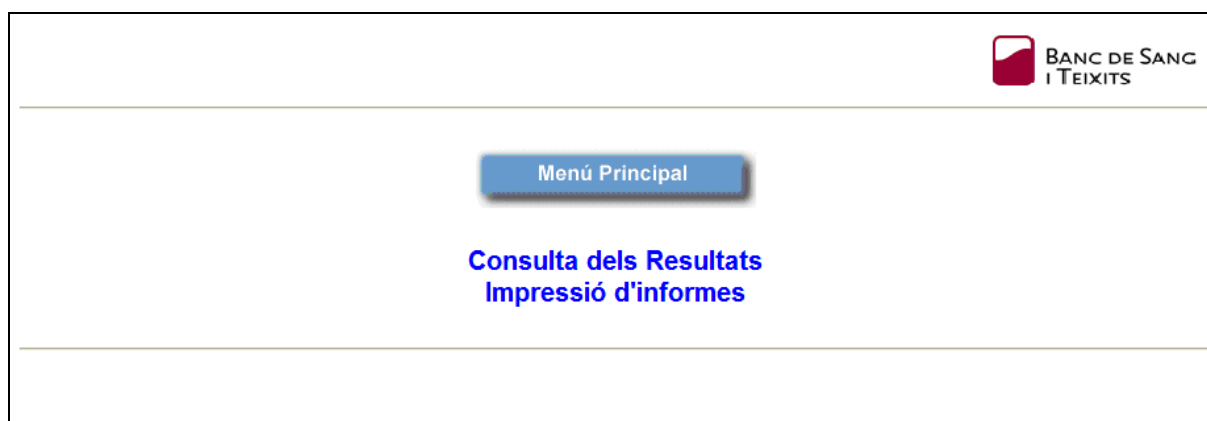 BANC DE SANG
I TEIXITS
Menú Principal
Consulta dels Resultats
Impressió d'informes